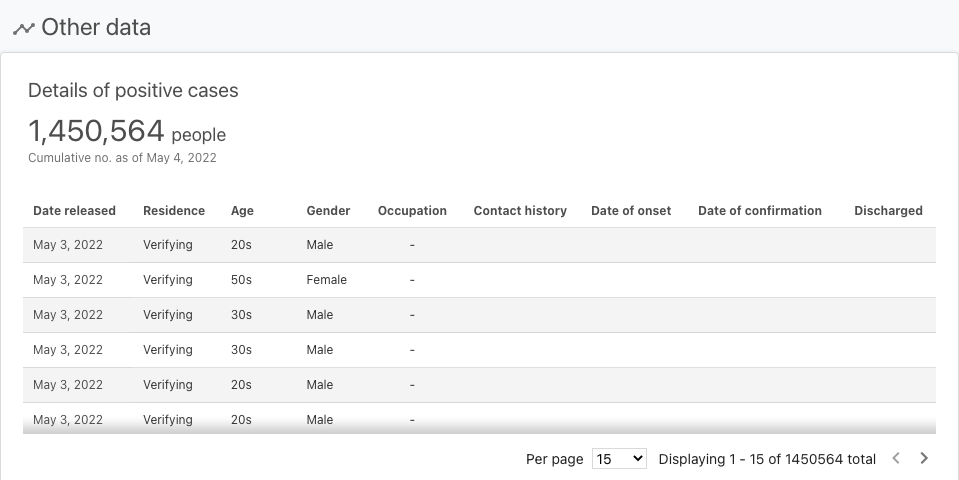 Other data
Details of positive cases
1,450,564 people
Cumulative no. as of May 4, 2022
Date released Residence Age Gender Occupation Contact history Date of onset Date of confirmation Discharged
May 3, 2022 Verifying 20s Male -
May 3, 2022 Verifying 50s Female -
May 3, 2022 Verifying 30s Male -
May 3, 2022 Verifying 30s Male -
May 3, 2022 Verifying 20s Male -
May 3, 2022 Verifying 20s Male -
Per page 15 Displaying 1 - 15 of 1450564 total